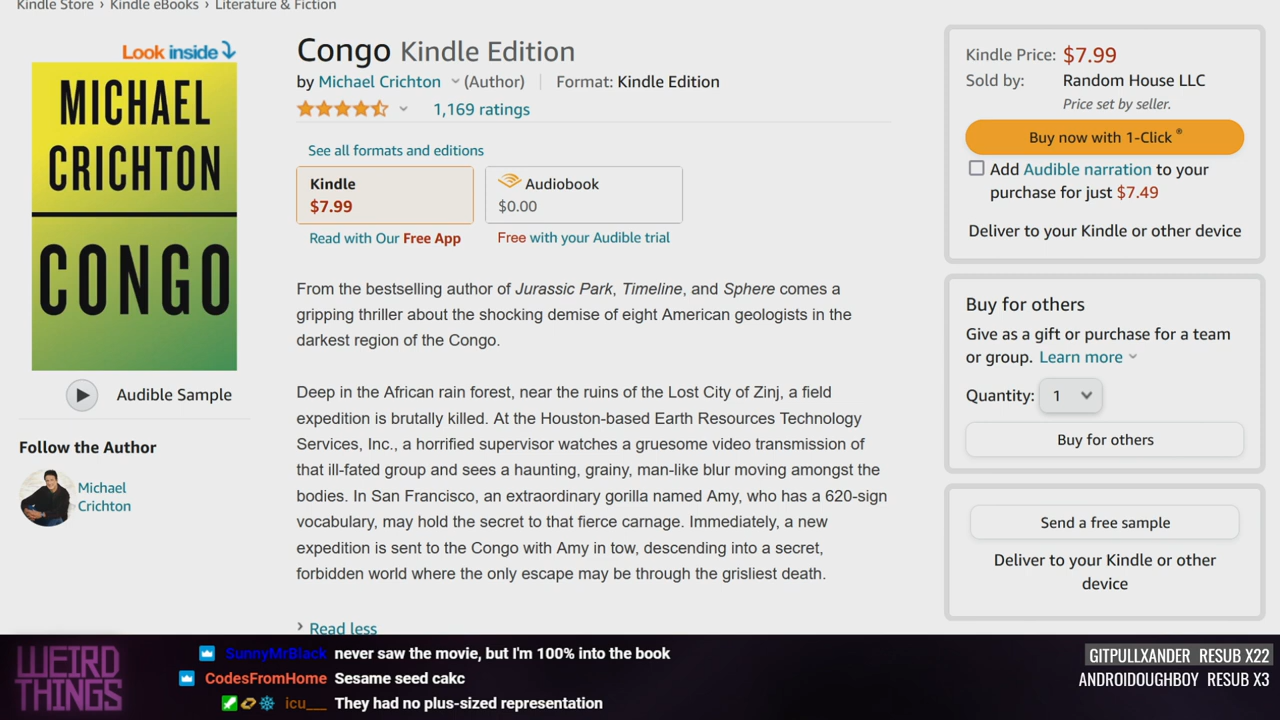 Kindle Store › Kindle eBooks › Literature & Fiction
Look inside
MICHAEL
CRICHTON
CONGO
Audible Sample
Follow the Author
Michael
Crichton
Congo Kindle Edition
by Michael Crichton (Author) | Format: Kindle Edition
1,169 ratings
See all formats and editions
Kindle
$7.99
Read with Our Free App
Audiobook
$0.00
Free with your Audible trial
From the bestselling author of Jurassic Park, Timeline, and Sphere comes a
gripping thriller about the shocking demise of eight American geologists in the
darkest region of the Congo.
Deep in the African rain forest, near the ruins of the Lost City of Zinj, a field
expedition is brutally killed. At the Houston-based Earth Resources Technology
Services, Inc., a horrified supervisor watches a gruesome video transmission of
that ill-fated group and sees a haunting, grainy, man-like blur moving amongst the
bodies. In San Francisco, an extraordinary gorilla named Amy, who has a 620-sign
vocabulary, may hold the secret to that fierce carnage. Immediately, a new
expedition is sent to the Congo with Amy in tow, descending into a secret,
forbidden world where the only escape may be through the grisliest death.
Read less
Kindle Price: $7.99
Sold by: Random House LLC
Price set by seller.
Buy now with 1-Click ®
Add Audible narration to your
purchase for just $7.49
Deliver to your Kindle or other device
Buy for others
Give as a gift or purchase for a team
or group. Learn more
Quantity: 1
Buy for others
Send a free sample
Deliver to your Kindle or other
device
WEIRD
THINGS
SunnyMrBlack never saw the movie, but I'm 100% into the book
CodesFromHome Sesame seed cakc
icu___ They had no plus-sized representation
GITPULLXANDER RESUB X22
ANDROIDOUGHBOY RESUB X3